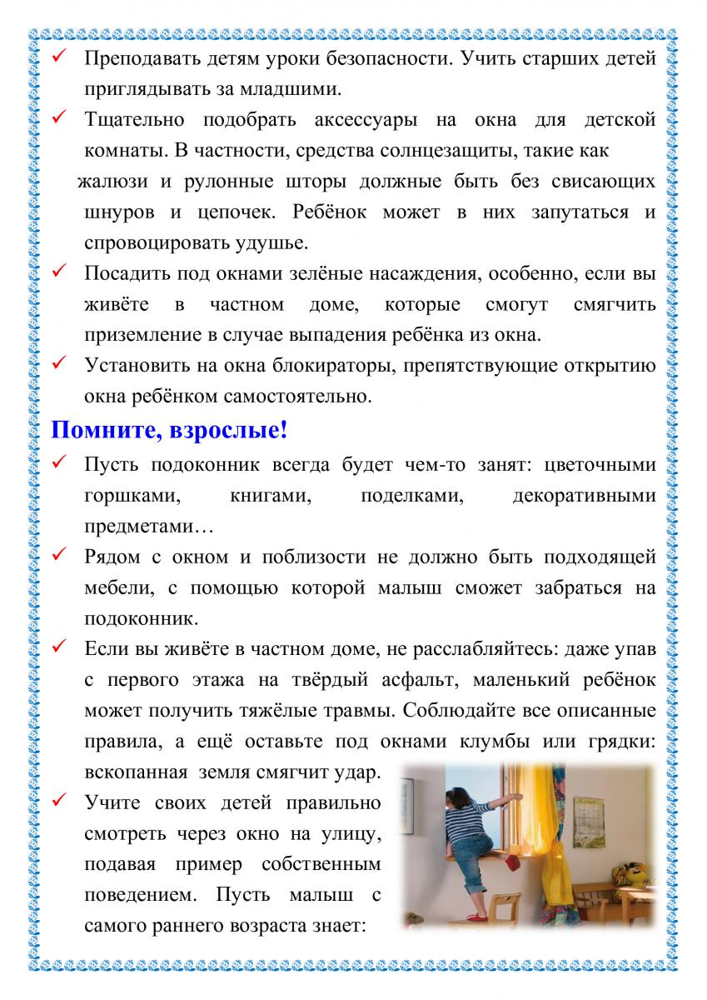 Преподавать детям уроки безопасности. Учить старших детей
приглядывать за младшими.
Тщательно подобрать аксессуары на окна для детской
комнаты. В частности, средства солнцезащиты, такие как
жалюзи и рулонные шторы должные быть без свисающих
шнуров и цепочек. Ребёнок может в них запутаться и
спровоцировать удушье.
Посадить под окнами зелёные насаждения, особенно, если вы
живёте в частном доме, которые смогут смягчить
приземление в случае выпадения ребёнка из окна.
Установить на окна блокираторы, препятствующие открытию
окна ребёнком самостоятельно.
Помните, взрослые!
Пусть подоконник всегда будет чем-то занят: цветочными
горшками, книгами, поделками, декоративными
предметами…
Рядом с окном и поблизости не должно быть подходящей
мебели, с помощью которой малыш сможет забраться на
подоконник.
Если вы живёте в частном доме, не расслабляйтесь: даже упав
с первого этажа на твёрдый асфальт, маленький ребёнок
может получить тяжёлые травмы. Соблюдайте все описанные
правила, а ещё оставьте под окнами клумбы или грядки:
вскопанная земля смягчит удар.
Учите своих детей правильно
смотреть через окно на улицу,
подавая пример собственным
поведением. Пусть малыш с
самого раннего возраста знает: